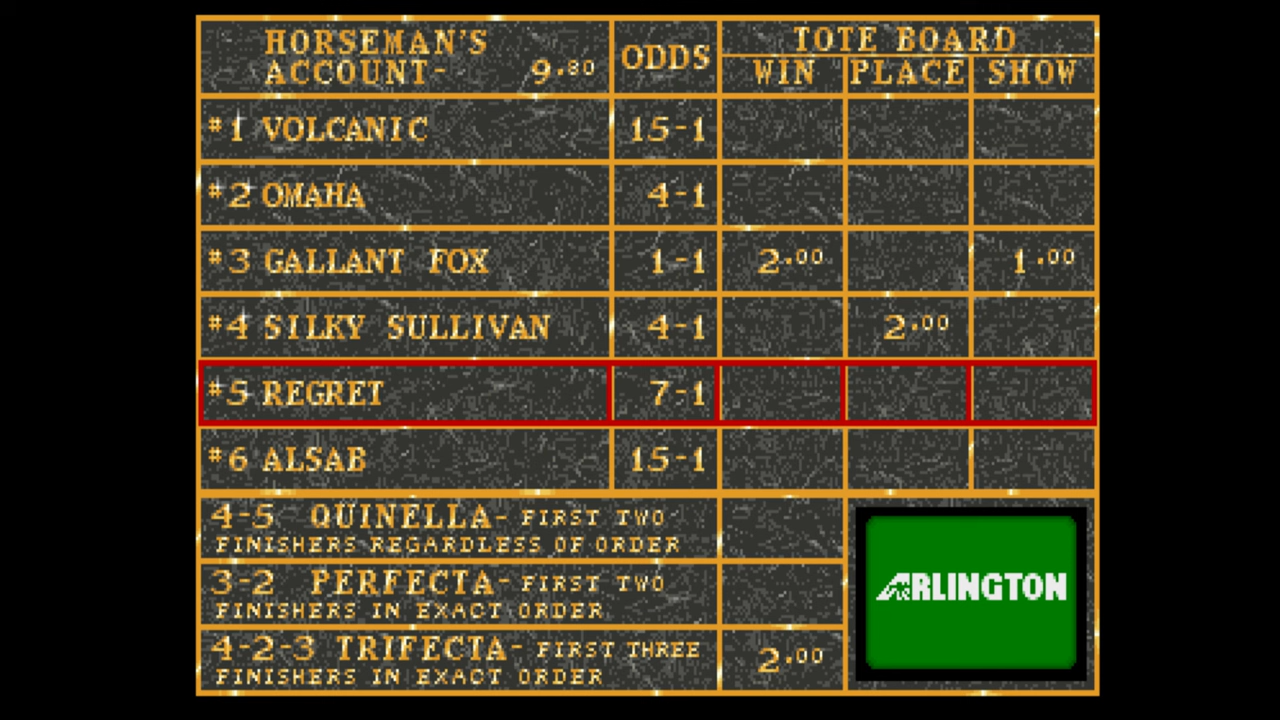 HORSEMAN'S
ACCOUNT- 9.80
ODDS
TOTE BOARD
WIN PLACE SHOW
#1 VOLCANIC 15-1
#2 OMAHA 4-1
#3 GALLANT FOX 1-1 2.00 1.00
#4 SILKY SULLIVAN 4-1 2.00
#5 REGRET 7-1
#6 ALSAB 15-1
4-5 QUINELLA- FIRST TWO
FINISHERS REGARDLESS OF ORDER
3-2 PERFECTA- FIRST TWO
FINISHERS IN EXACT ORDER
4-2-3 TRIFECTA- FIRST THREE
FINISHERS IN EXACT ORDER 2.00
ARLINGTON